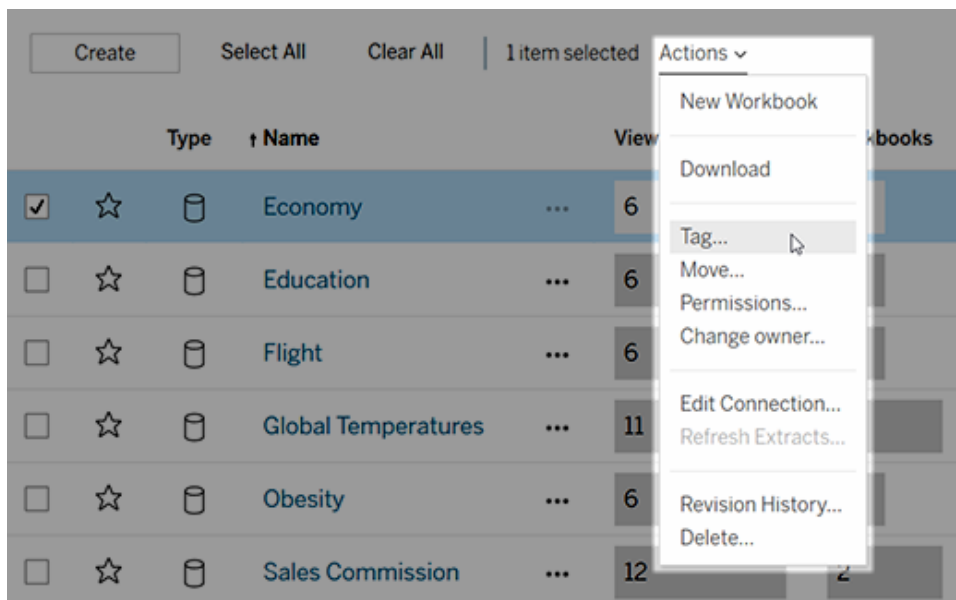 Create Select All Clear All 1 item selected Actions
New Workbook
Type ↑ Name View kbooks
Download
Economy ... 6
Tag...
Move...
Education ... 6
Permissions...
Change owner...
Flight ... 6
Edit Connection...
Global Temperatures ... 11
Refresh Extracts...
Obesity ... 6
Revision History...
Delete...
Sales Commission ... 12 2